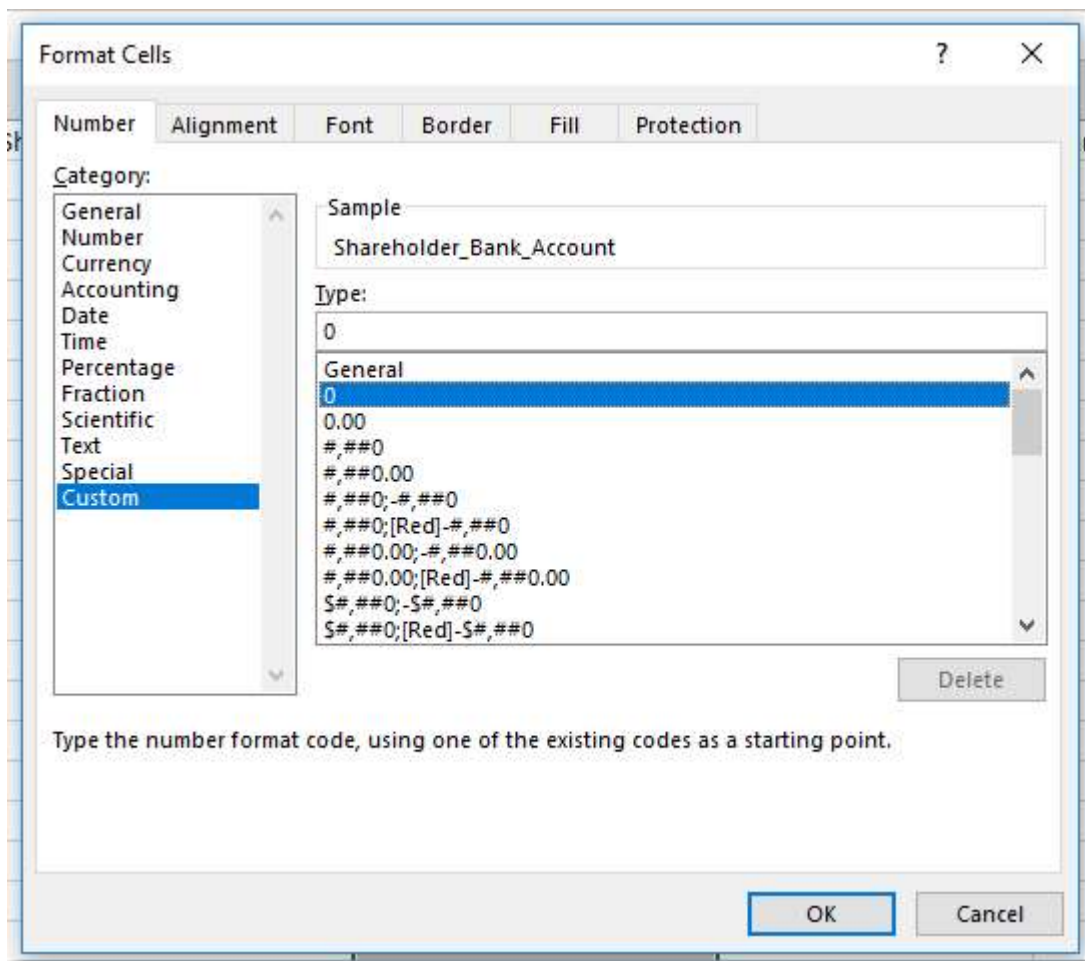 Format Cells ? ×
Number Alignment Font Border Fill Protection
Category:
General
Number
Currency
Accounting
Date
Time
Percentage
Fraction
Scientific
Text
Special
Custom
Sample
Shareholder_Bank_Account
Type:
0
General
0
0.00
#,##0
#,##0.00
#,##0;-#,##0
#,##0;[Red]-#,##0
#,##0.00;-#,##0.00
#,##0.00;[Red]-#,##0.00
$#,##0;-$#,##0
$#,##0;[Red]-$#,##0
Delete
Type the number format code, using one of the existing codes as a starting point.
OK Cancel